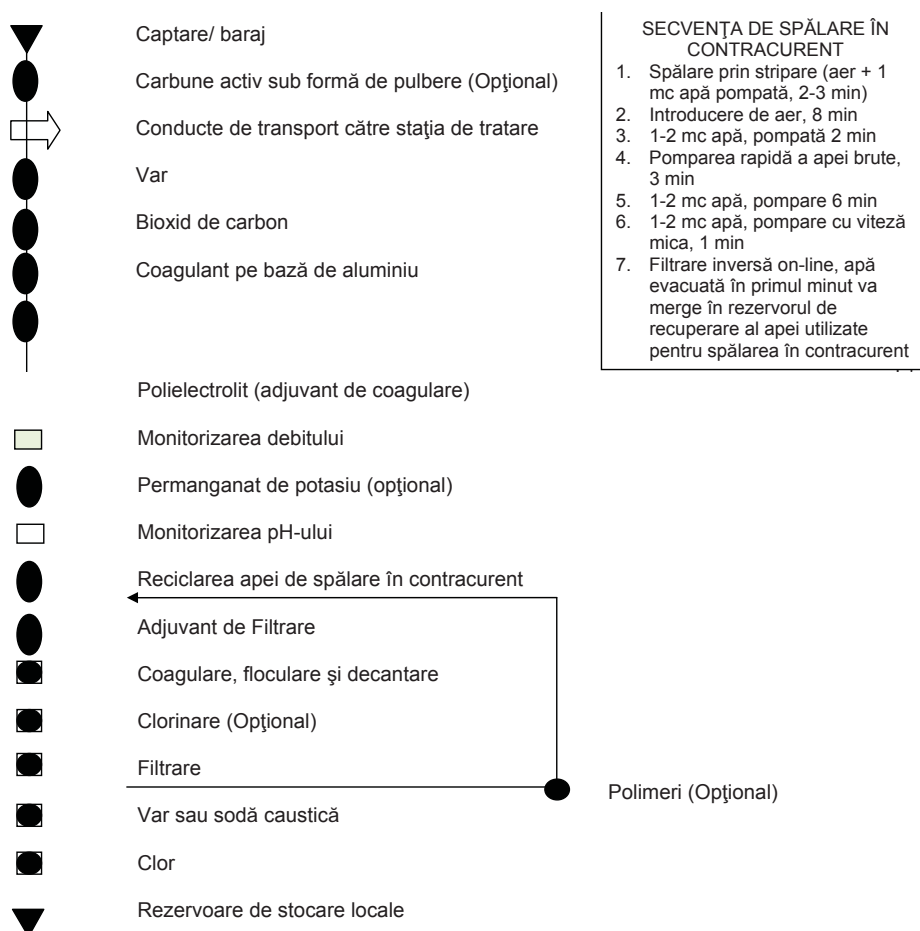 Captare/ baraj
Carbune activ sub formă de pulbere (Opţional)
Conducte de transport către staţia de tratare
Var
Bioxid de carbon
Coagulant pe bază de aluminiu
SECVENŢA DE SPĂLARE ÎN
CONTRACURENT
1. Spălare prin stripare (aer + 1
mc apă pompată, 2-3 min)
2. Introducere de aer, 8 min
3. 1-2 mc apă, pompată 2 min
4. Pomparea rapidă a apei brute,
3 min
5. 1-2 mc apă, pompare 6 min
6. 1-2 mc apă, pompare cu viteză
mica, 1 min
7. Filtrare inversă on-line, apă
evacuată în primul minut va
merge în rezervorul de
recuperare al apei utilizate
pentru spălarea în contracurent
Polielectrolit (adjuvant de coagulare)
Monitorizarea debitului
Permanganat de potasiu (opţional)
Monitorizarea pH-ului
Reciclarea apei de spălare în contracurent
Adjuvant de Filtrare
Coagulare, floculare şi decantare
Clorinare (Opţional)
Filtrare
Polimeri (Opţional)
Var sau sodă caustică
Clor
Rezervoare de stocare locale